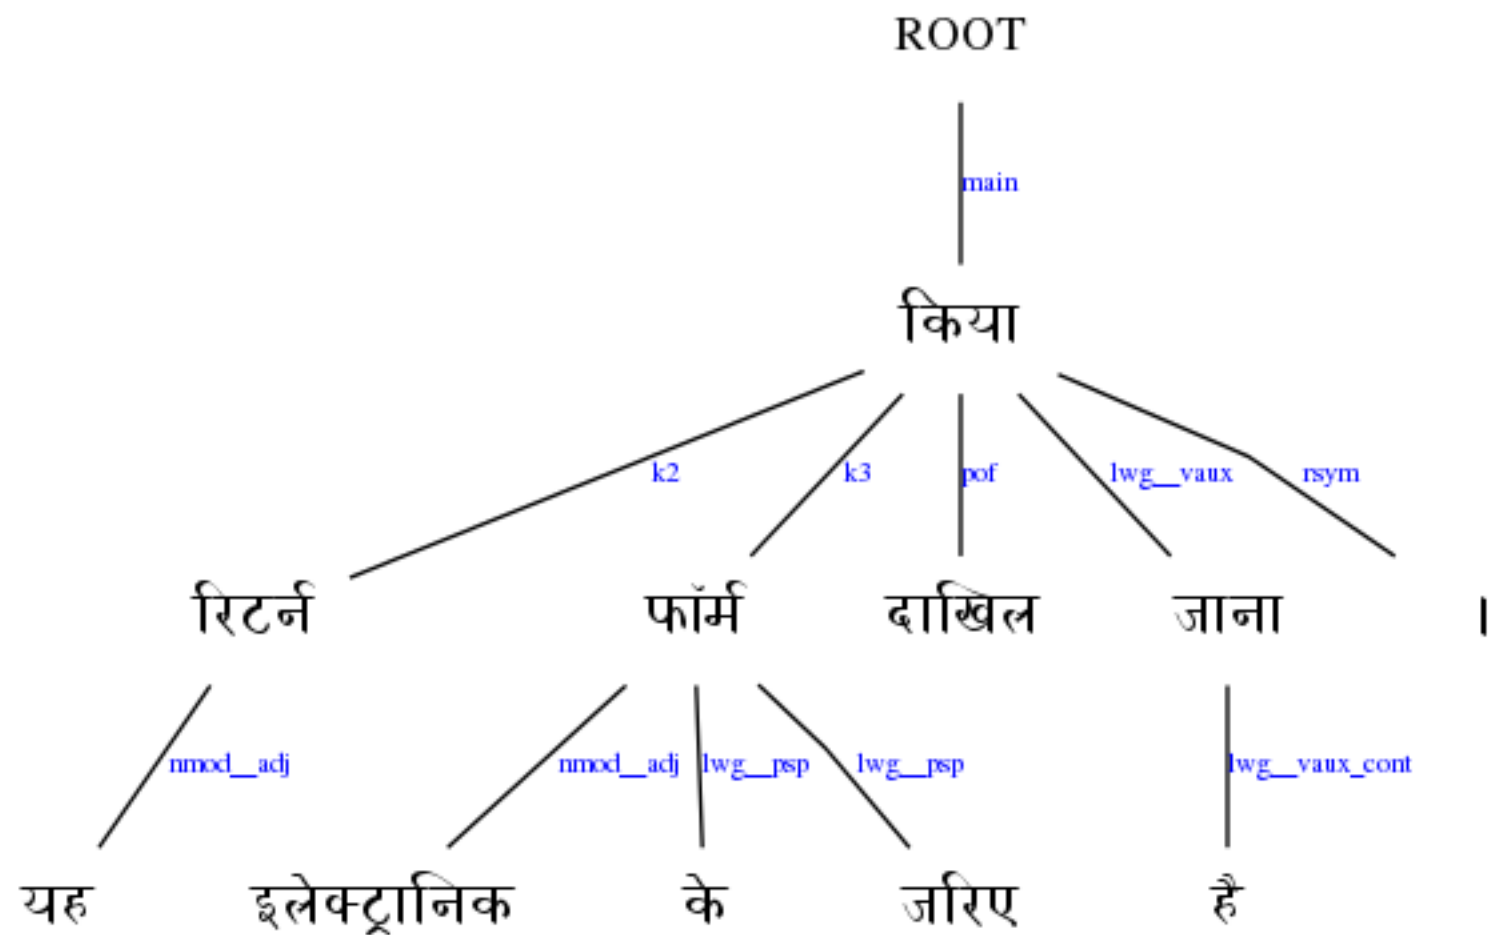 ROOT
main
किया
k2 k3 pof lwg__vaux rsym
रिटर्न फॉर्म दाखिल जाना ।
nmod__adj nmod__adj lwg__psp lwg__psp lwg__vaux_cont
यह इलेक्ट्रानिक के जरिए है